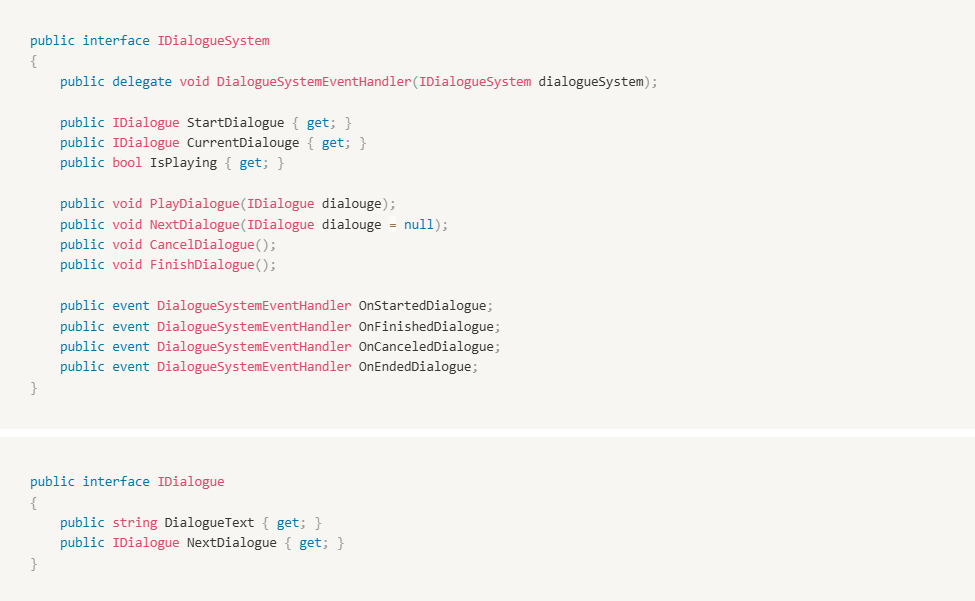 public interface IDialogueSystem
{
public delegate void DialogueSystemEventHandler(IDialogueSystem dialogueSystem);
public IDialogue StartDialogue { get; }
public IDialogue CurrentDialouge { get; }
public bool IsPlaying { get; }
public void PlayDialogue(IDialogue dialouge);
public void NextDialogue(IDialogue dialouge = null);
public void CancelDialogue();
public void FinishDialogue();
public event DialogueSystemEventHandler OnStartedDialogue;
public event DialogueSystemEventHandler OnFinishedDialogue;
public event DialogueSystemEventHandler OnCanceledDialogue;
public event DialogueSystemEventHandler OnEndedDialogue;
}
public interface IDialogue
{
public string DialogueText { get; }
public IDialogue NextDialogue { get; }
}